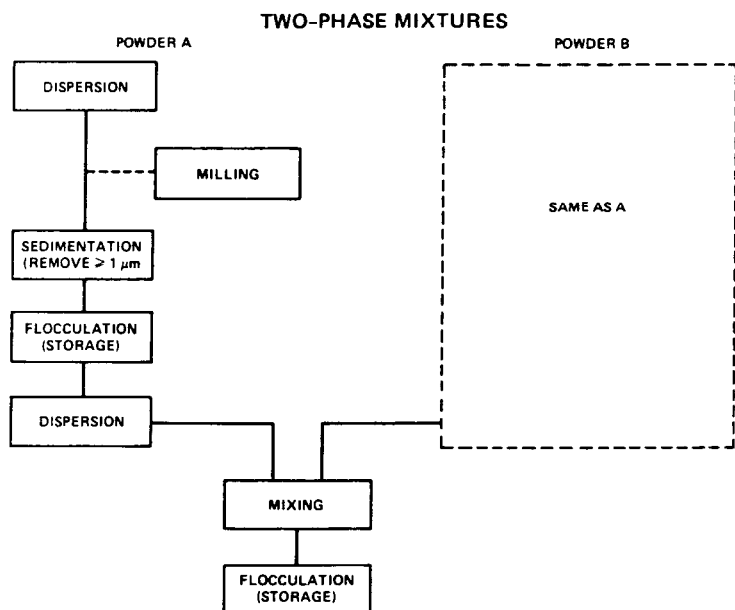 TWO-PHASE MIXTURES
POWDER A
POWDER B
DISPERSION
MILLING
SAME AS A
SEDIMENTATION
(REMOVE ⩾ 1 μm
FLOCCULATION
(STORAGE)
DISPERSION
MIXING
FLOCCULATION
(STORAGE)